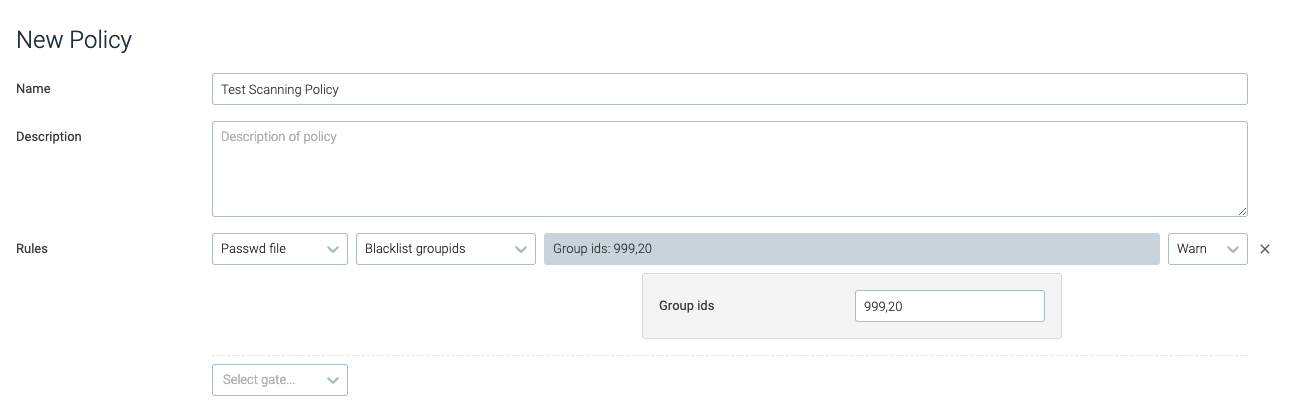 New Policy
Name
Test Scanning Policy
Description
Description of policy
Rules
Passwd file
Blacklist groupids
Group ids: 999,20
Warn
Group ids
999,20
Select gate...